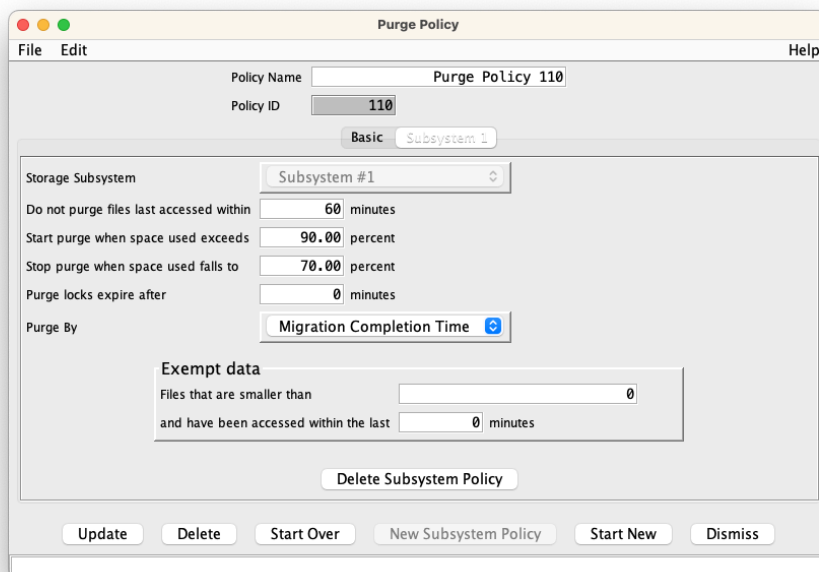 Purge Policy
File Edit Help
Policy Name Purge Policy 110
Policy ID 110
Basic Subsystem 1
Storage Subsystem Subsystem #1
Do not purge files last accessed within 60 minutes
Start purge when space used exceeds 90.00 percent
Stop purge when space used falls to 70.00 percent
Purge locks expire after 0 minutes
Purge By Migration Completion Time
Exempt data
Files that are smaller than 0
and have been accessed within the last 0 minutes
Delete Subsystem Policy
Update Delete Start Over New Subsystem Policy Start New Dismiss